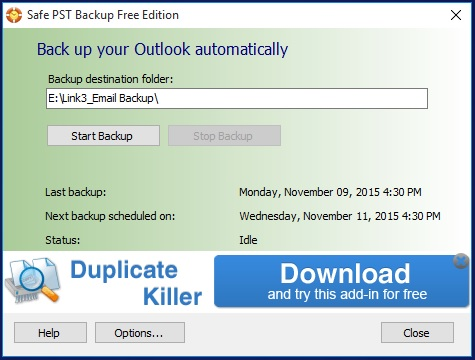 Safe PST Backup Free Edition
Back up your Outlook automatically
Backup destination folder:
E:\Link3_Email Backup\
Start Backup
Stop Backup
Last backup: Monday, November 09, 2015 4:30 PM
Next backup scheduled on: Wednesday, November 11, 2015 4:30 PM
Status: Idle
Duplicate
Killer
Download
and try this add-in for free
Help
Options...
Close